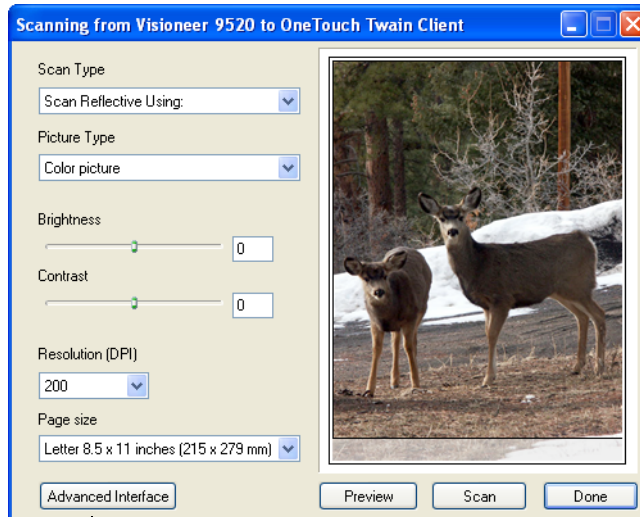 Scanning from Visioneer 9520 to OneTouch Twain Client
Scan Type
Scan Reflective Using:
Picture Type
Color picture
Brightness
0
Contrast
0
Resolution (DPI)
200
Page size
Letter 8.5 x 11 inches (215 x 279 mm)
Advanced Interface
Preview
Scan
Done